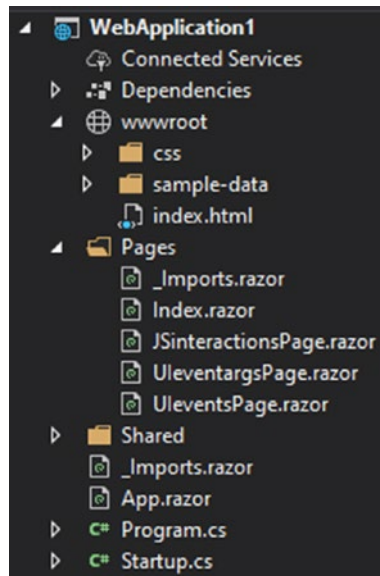 WebApplication1
Connected Services
Dependencies
wwwroot
css
sample-data
index.html
Pages
_Imports.razor
Index.razor
JSinteractionsPage.razor
UIeventargsPage.razor
UIeventsPage.razor
Shared
_Imports.razor
App.razor
C# Program.cs
C# Startup.cs